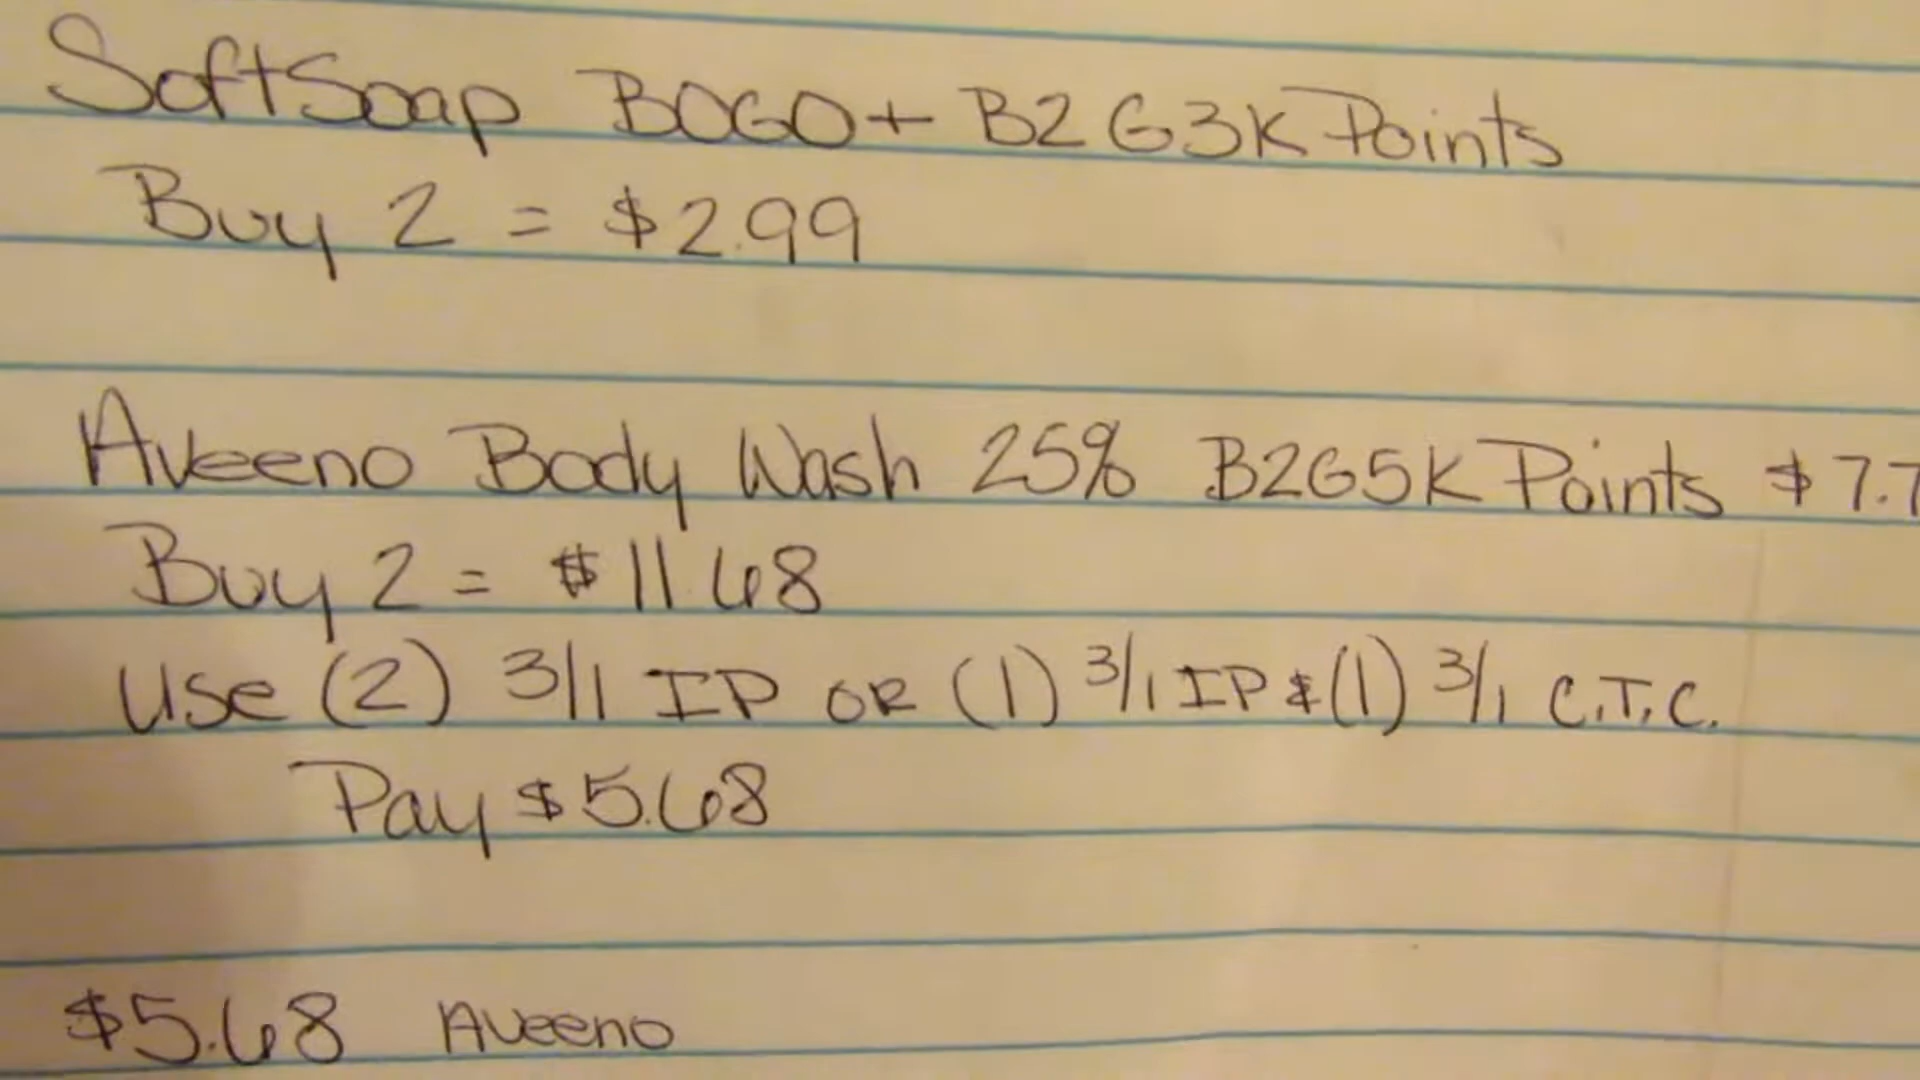 SoftSoap BOGO + B2G3K Points
Buy 2 = $2.99
Aveeno Body Wash 25% B2G5K Points $7.7
Buy 2 = $11.68
Use (2) 3/1 IP OR (1) 3/1 IP & (1) 3/1 C.T.C.
Pay $5.68
$5.68 Aveeno